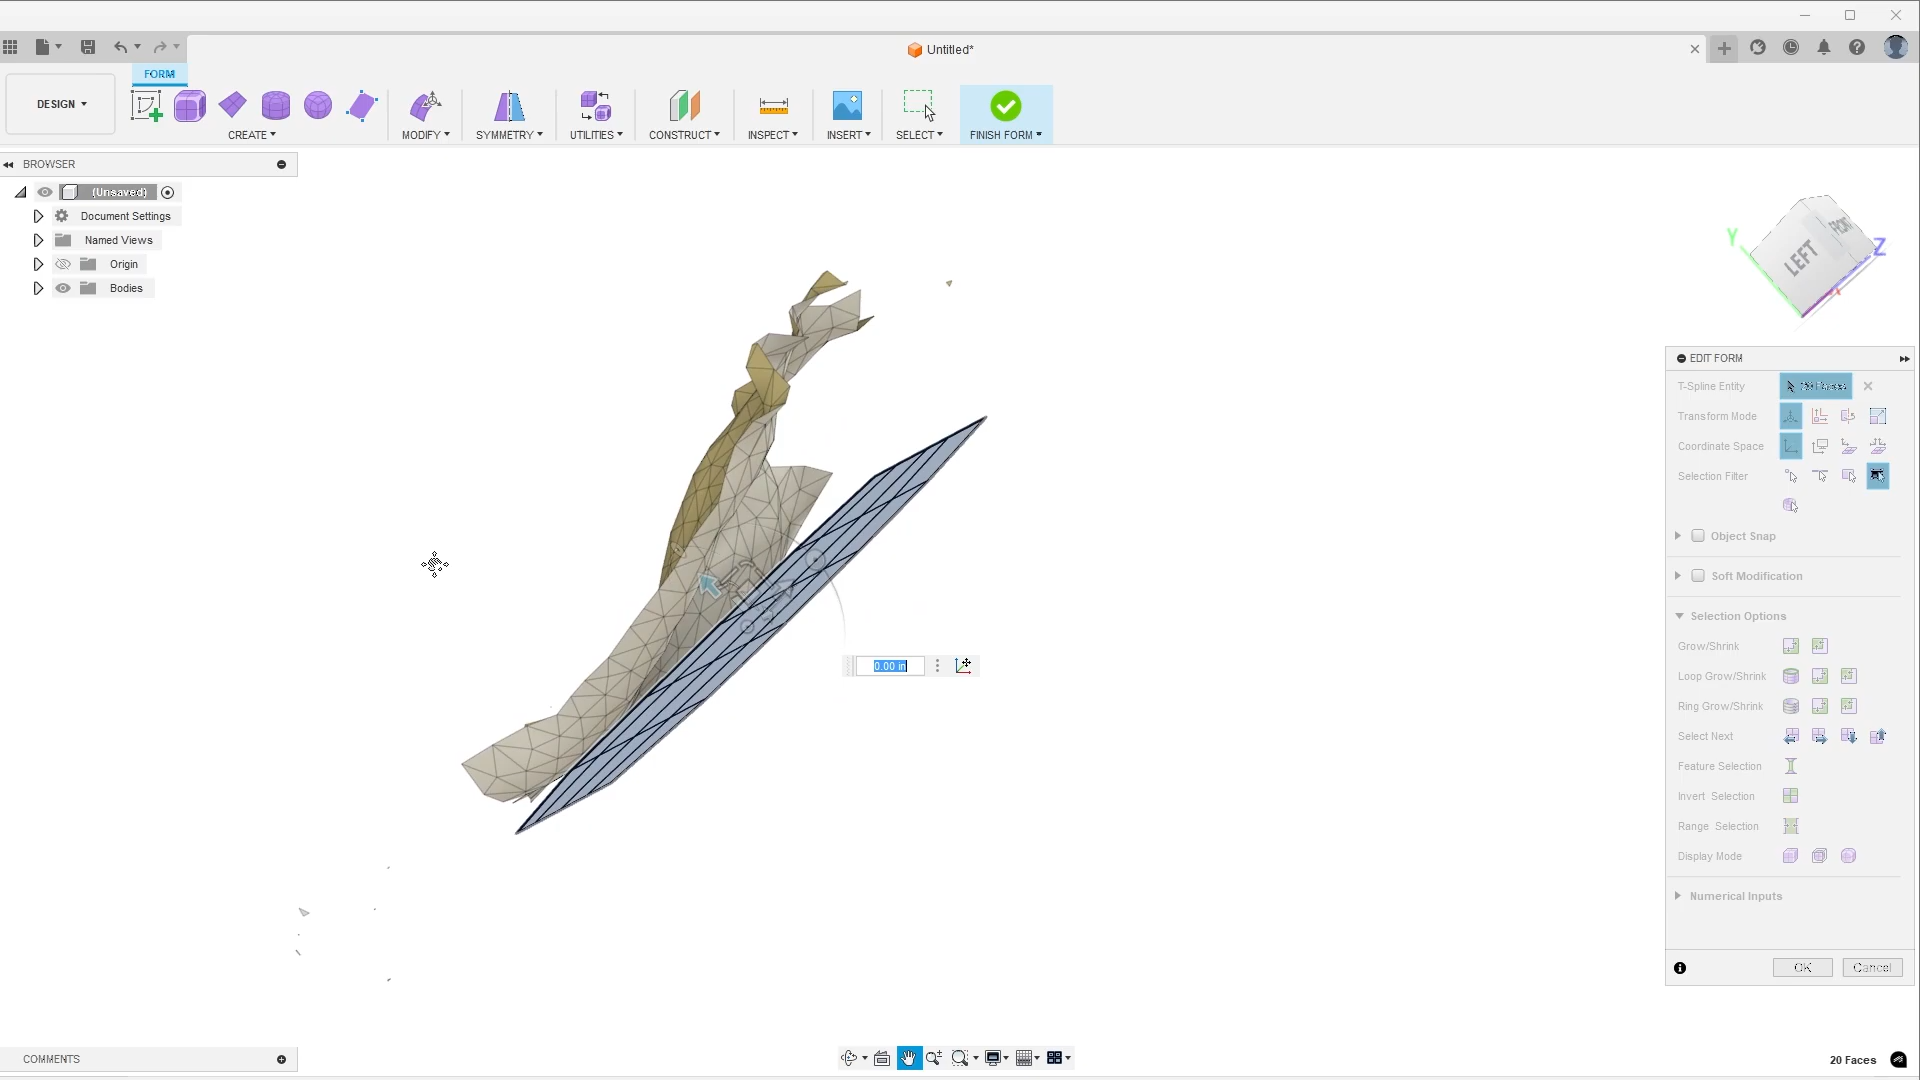 Untitled*
FORM
DESIGN
CREATE
MODIFY
SYMMETRY
UTILITIES
CONSTRUCT
INSPECT
INSERT
SELECT
FINISH FORM
BROWSER
(Unsaved)
Document Settings
Named Views
Origin
Bodies
Y
LEFT
FRONT
Z
X
EDIT FORM
T-Spline Entity
20 Faces
Transform Mode
Coordinate Space
Selection Filter
Object Snap
Soft Modification
Selection Options
Grow/Shrink
Loop Grow/Shrink
Ring Grow/Shrink
Select Next
Feature Selection
Invert Selection
Range Selection
Display Mode
Numerical Inputs
OK
Cancel
0.00 in
COMMENTS
20 Faces